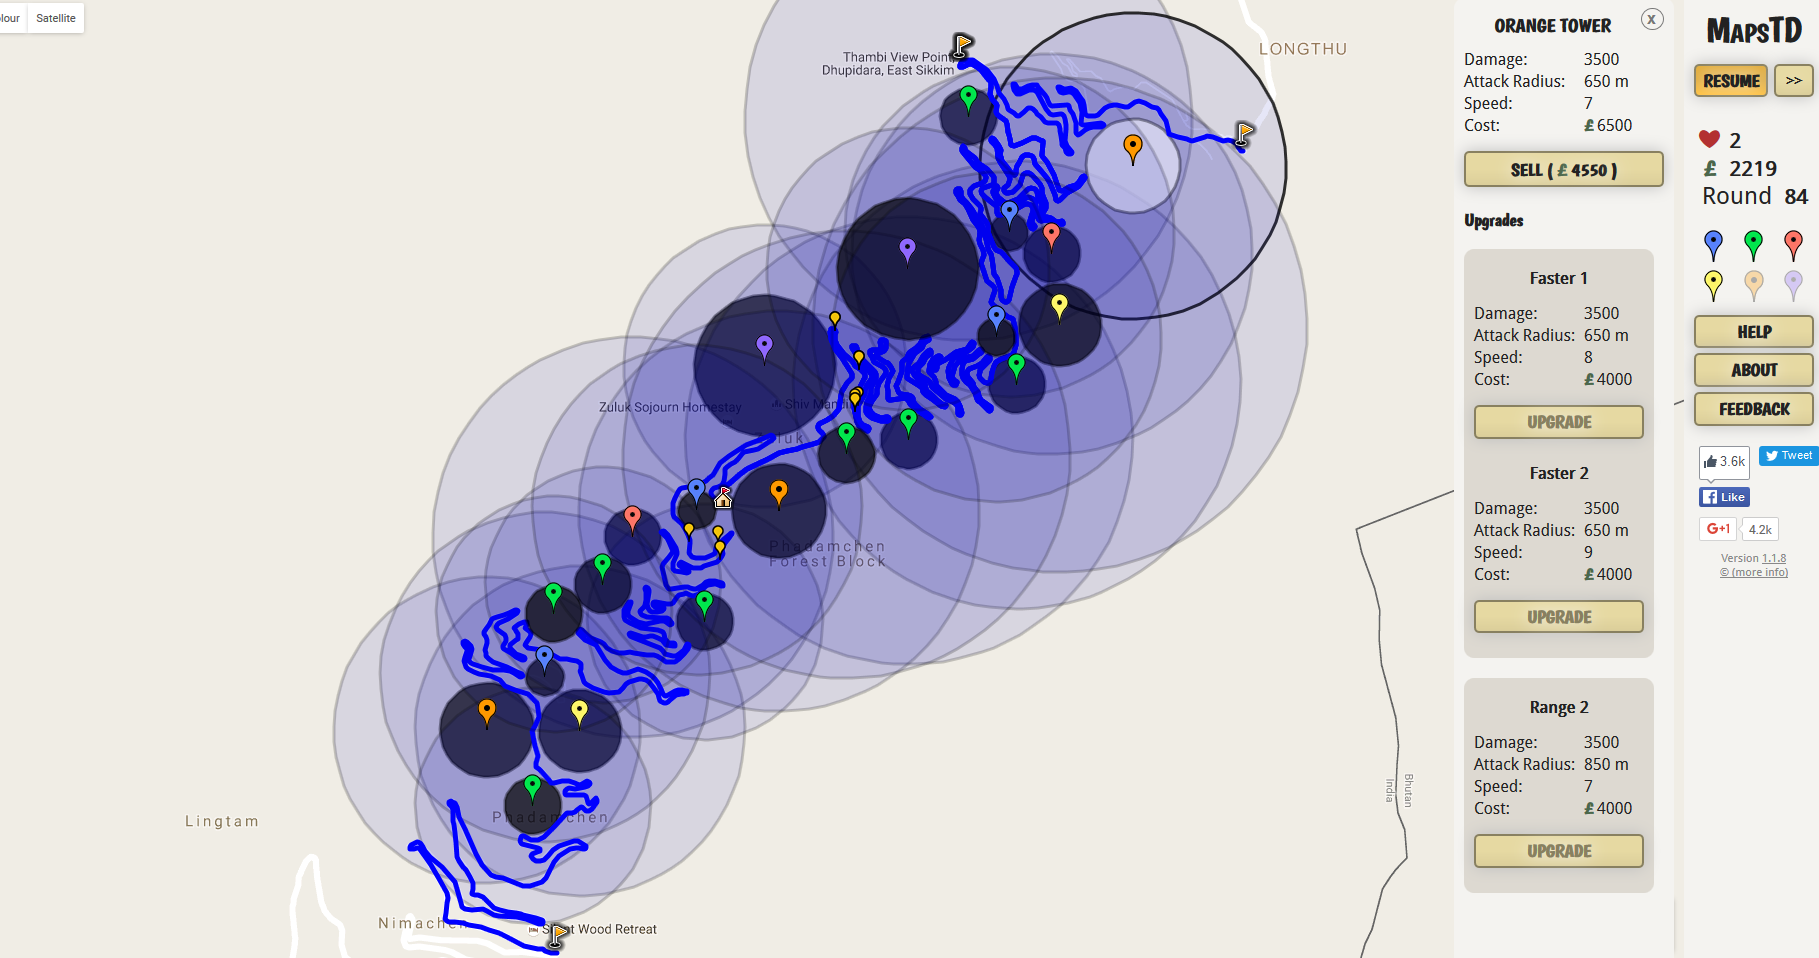 lour
Satellite
Thambi View Point,
Dhupidara, East Sikkim
LONGTHU
Zuluk Sojourn Homestay
Shiv Mandir
Phadamchen
Forest Block
Phadamchen
Lingtam
Nimachen
Wood Retreat
India
Bhutan
ORANGE TOWER
X
Damage: 3500
Attack Radius: 650 m
Speed: 7
Cost: £6500
SELL ( £ 4550 )
Upgrades
Faster 1
Damage: 3500
Attack Radius: 650 m
Speed: 8
Cost: £4000
UPGRADE
Faster 2
Damage: 3500
Attack Radius: 650 m
Speed: 9
Cost: £4000
UPGRADE
Range 2
Damage: 3500
Attack Radius: 850 m
Speed: 7
Cost: £4000
UPGRADE
MAPSTD
RESUME
>>
2
£ 2219
Round 84
HELP
ABOUT
FEEDBACK
3.6k
Tweet
Like
G+1
4.2k
Version 1.1.8
© (more info)